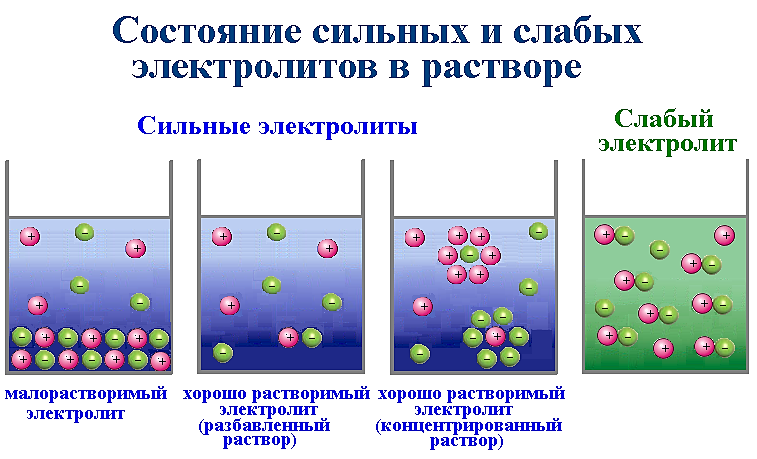 Состояние сильных и слабых
электролитов в растворе
Сильные электролиты
Слабый
электролит
малорастворимый
электролит
хорошо растворимый
электролит
(разбавленный
раствор)
хорошо растворимый
электролит
(концентрированный
раствор)